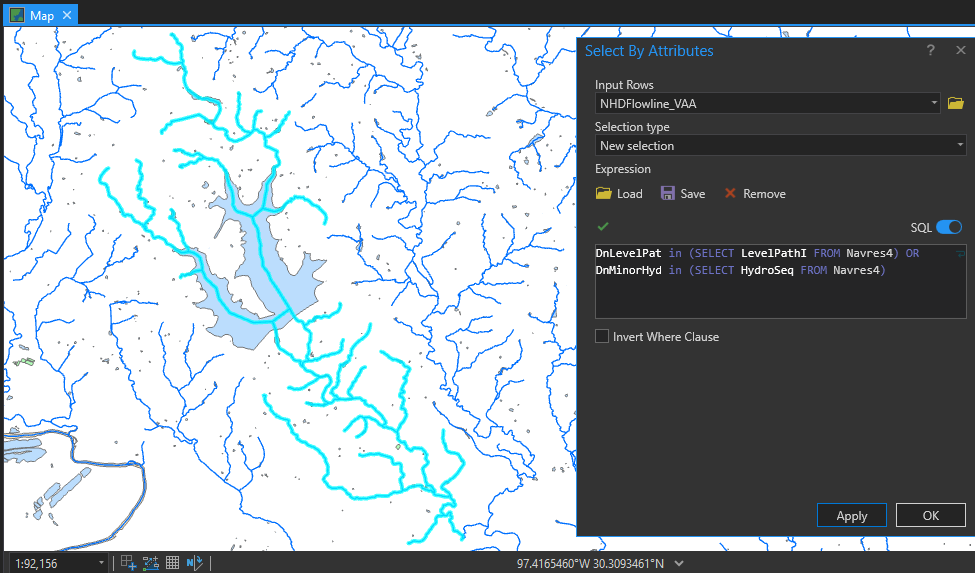 Map
Select By Attributes
?
Input Rows
NHDFlowline_VAA
Selection type
New selection
Expression
Load Save Remove
SQL
DnLevelPat in (SELECT LevelPathI FROM Navres4) OR
DnMinorHyd in (SELECT HydroSeq FROM Navres4)
Invert Where Clause
Apply OK
1:92,156
97.4165460°W 30.3093461°N